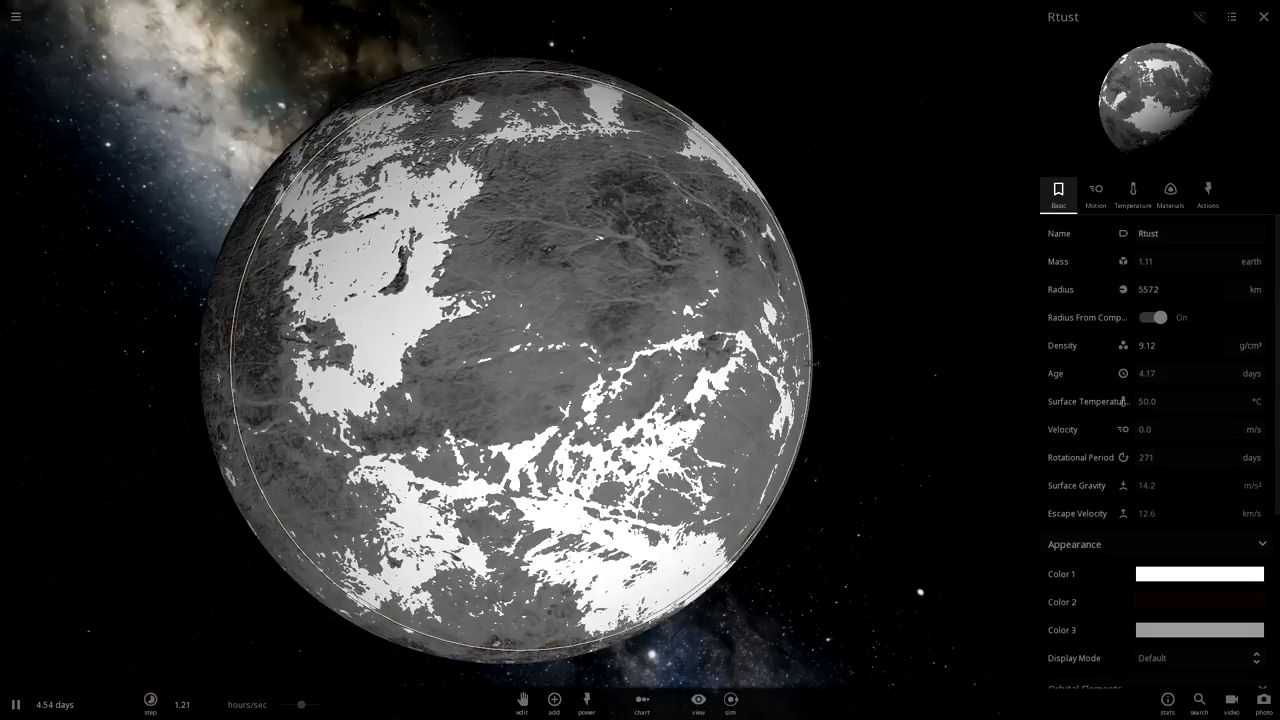 Rtust
Basic
Motion
Temperature
Materials
Actions
Name Rtust
Mass 1.11 earth
Radius 5572 km
Radius From Comp... On
Density 9.12 g/cm³
Age 4.17 days
Surface Temperatu... 50.0 °C
Velocity 0.0 m/s
Rotational Period 271 days
Surface Gravity 14.2 m/s²
Escape Velocity 12.6 km/s
Appearance
Color 1
Color 2
Color 3
Display Mode Default
Orbital Elements
4.54 days
step
1.21 hours/sec
edit
add
power
chart
view
sim
stats
search
video
photo